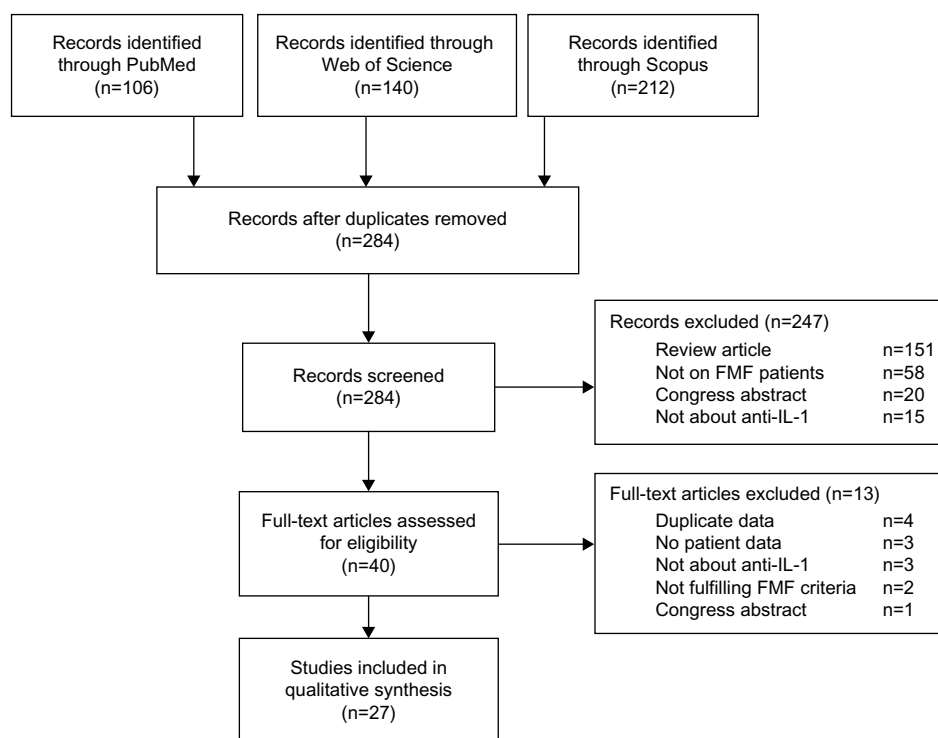 Records identified
through PubMed
(n=106)
Records identified through
Web of Science
(n=140)
Records identified
through Scopus
(n=212)
Records after duplicates removed
(n=284)
Records screened
(n=284)
Records excluded (n=247)
Review article n=151
Not on FMF patients n=58
Congress abstract n=20
Not about anti-IL-1 n=15
Full-text articles assessed
for eligibility
(n=40)
Full-text articles excluded (n=13)
Duplicate data n=4
No patient data n=3
Not about anti-IL-1 n=3
Not fulfilling FMF criteria n=2
Congress abstract n=1
Studies included in
qualitative synthesis
(n=27)